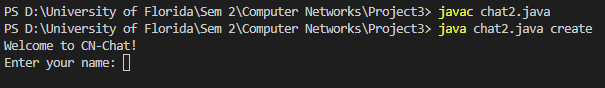 PS D:\University of Florida\Sem 2\Computer Networks\Project3> javac chat2.java
PS D:\University of Florida\Sem 2\Computer Networks\Project3> java chat2.java create
Welcome to CN-Chat!
Enter your name: